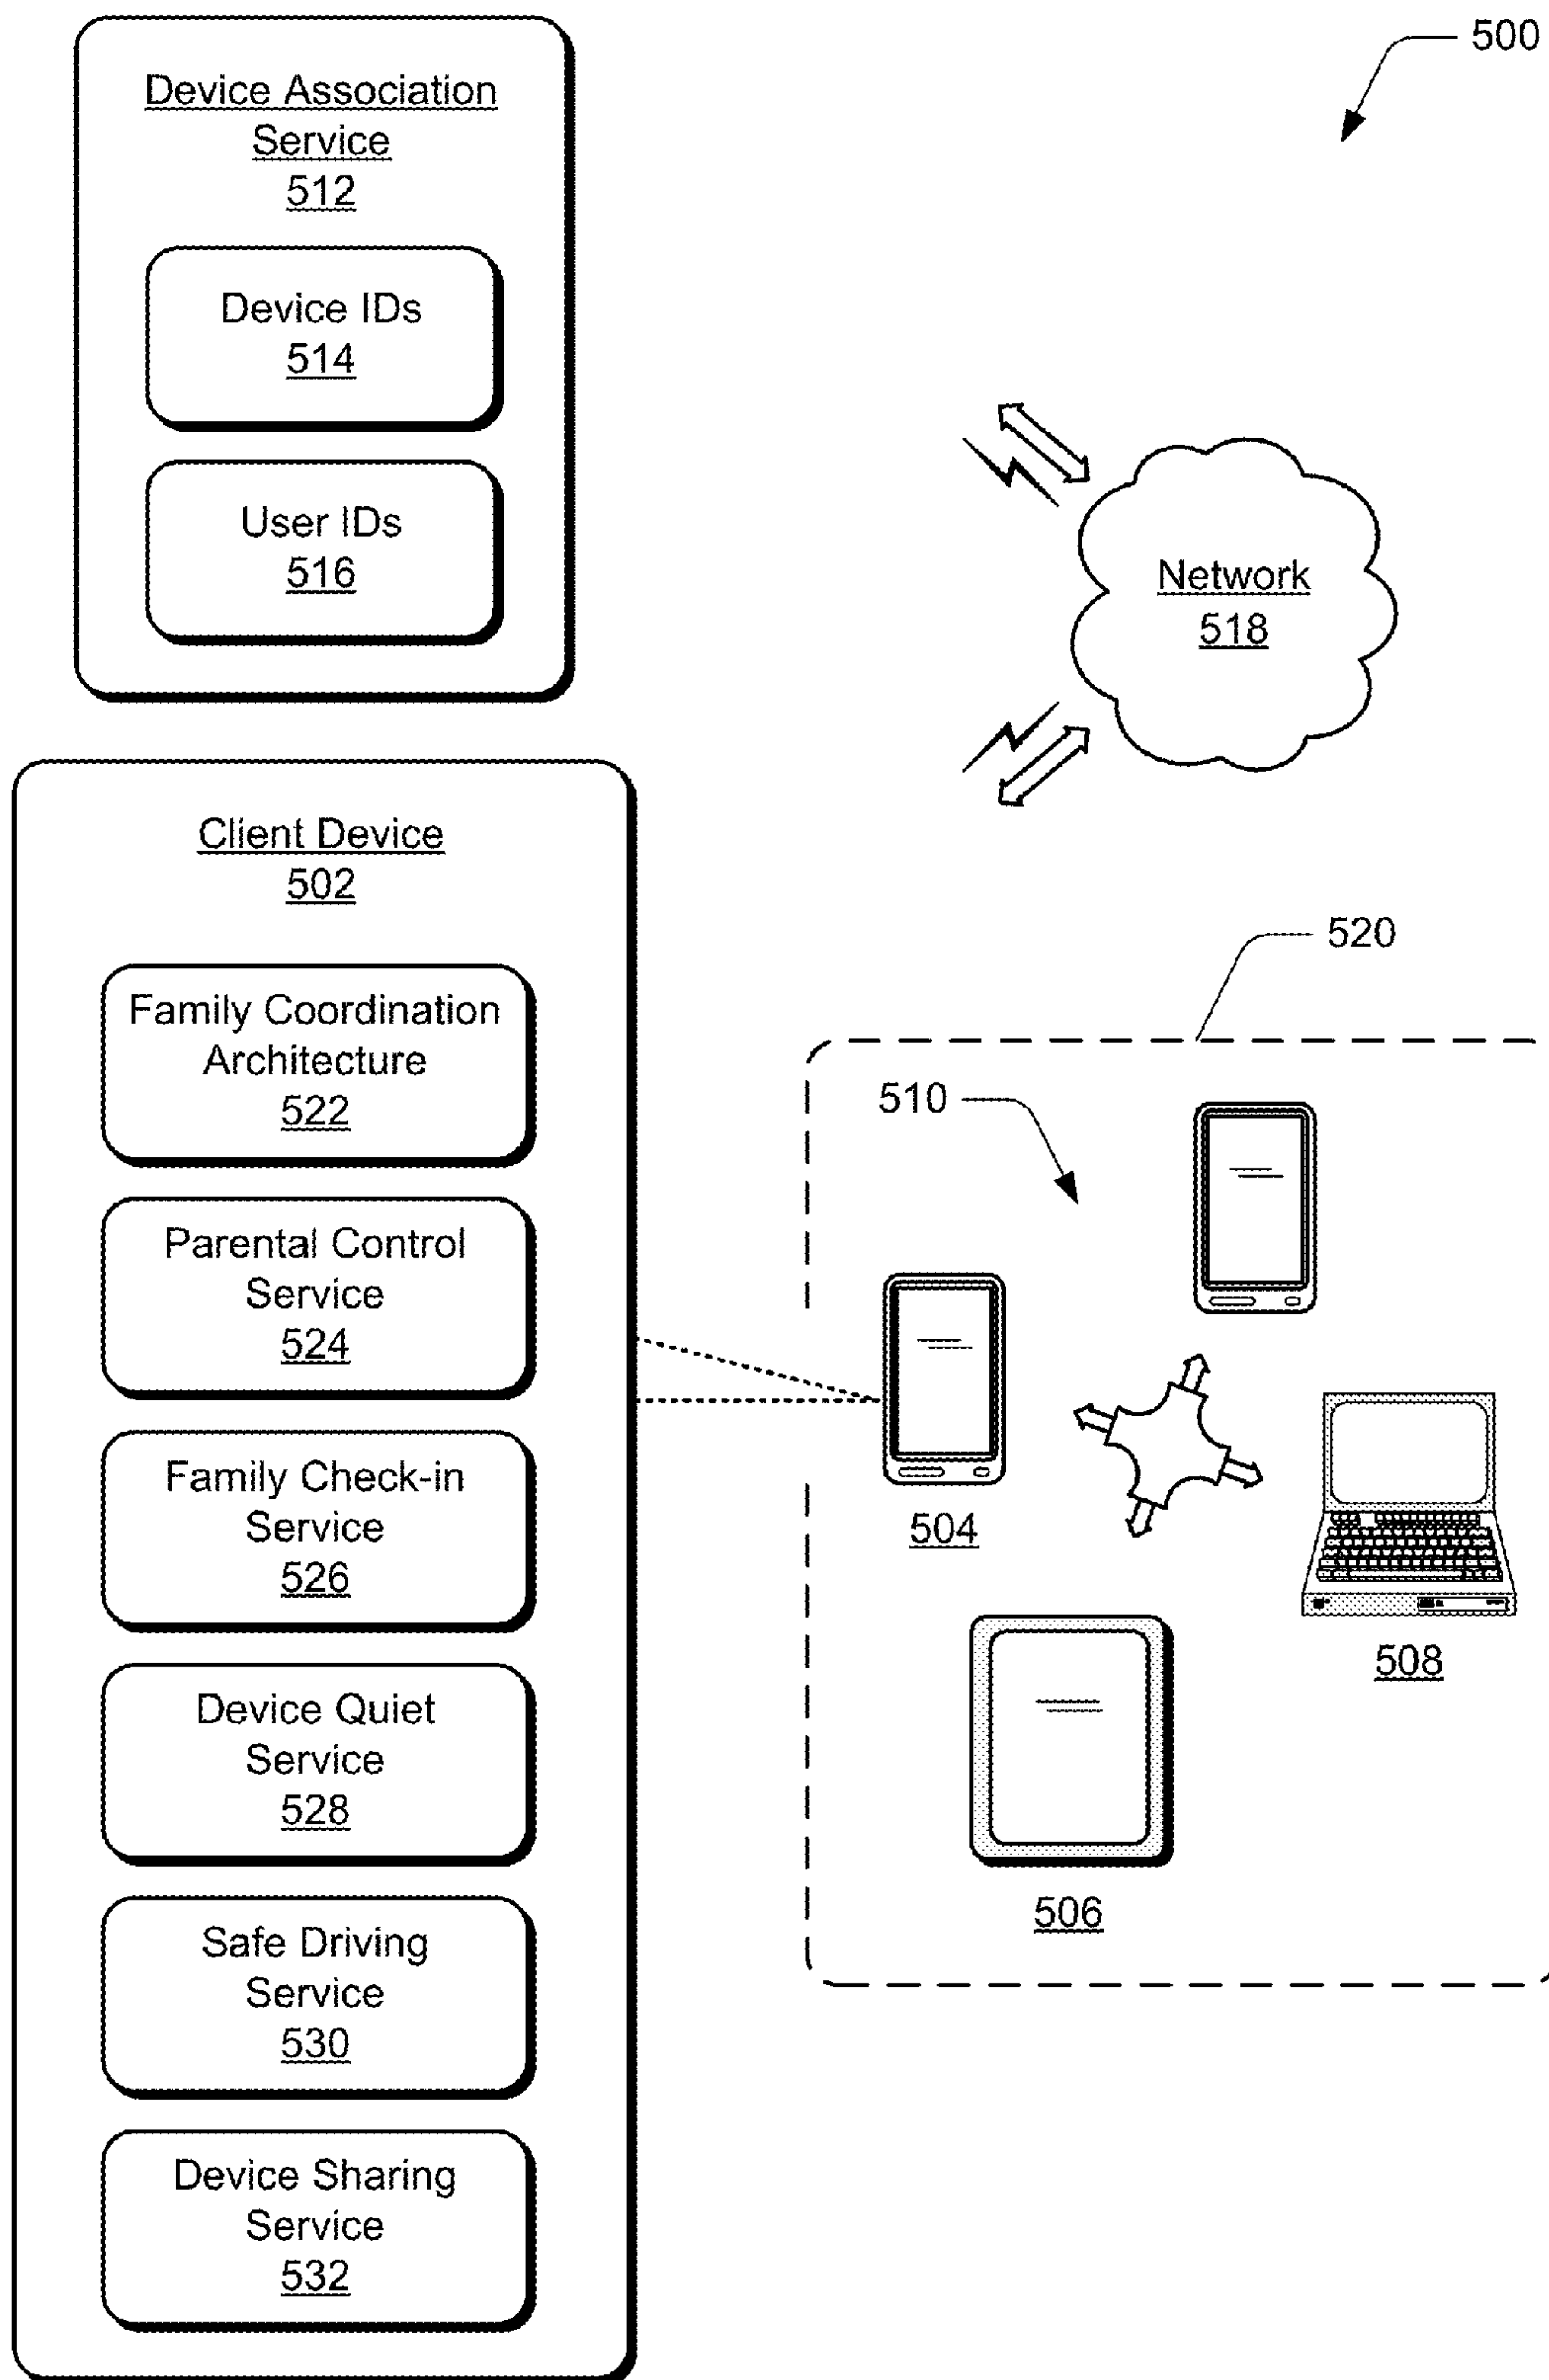 500
Device Association
Service
512
Device IDs
514
User IDs
516
Network
518
Client Device
502
Family Coordination
Architecture
522
Parental Control
Service
524
Family Check-in
Service
526
Device Quiet
Service
528
Safe Driving
Service
530
Device Sharing
Service
532
520
510
504
508
506